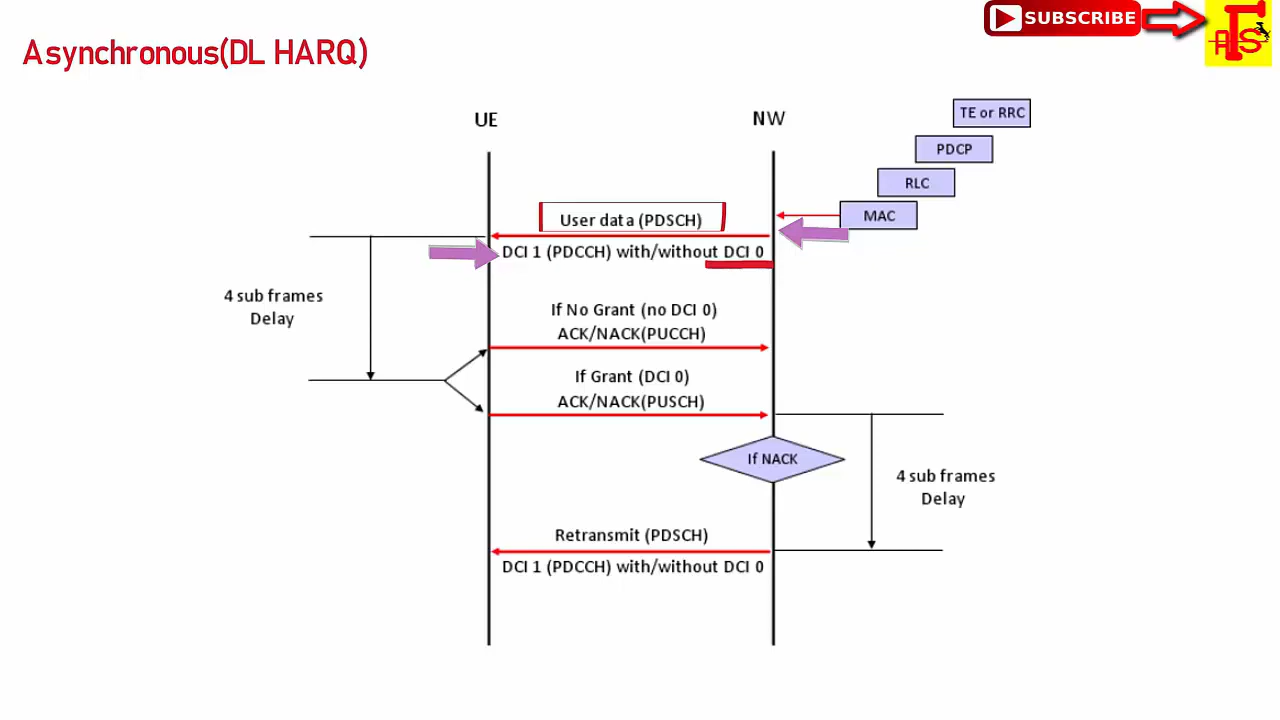 Asynchronous(DL HARQ)
SUBSCRIBE
UE
NW
TE or RRC
PDCP
RLC
MAC
User data (PDSCH)
DCI 1 (PDCCH) with/without DCI 0
4 sub frames
Delay
If No Grant (no DCI 0)
ACK/NACK(PUCCH)
If Grant (DCI 0)
ACK/NACK(PUSCH)
If NACK
4 sub frames
Delay
Retransmit (PDSCH)
DCI 1 (PDCCH) with/without DCI 0